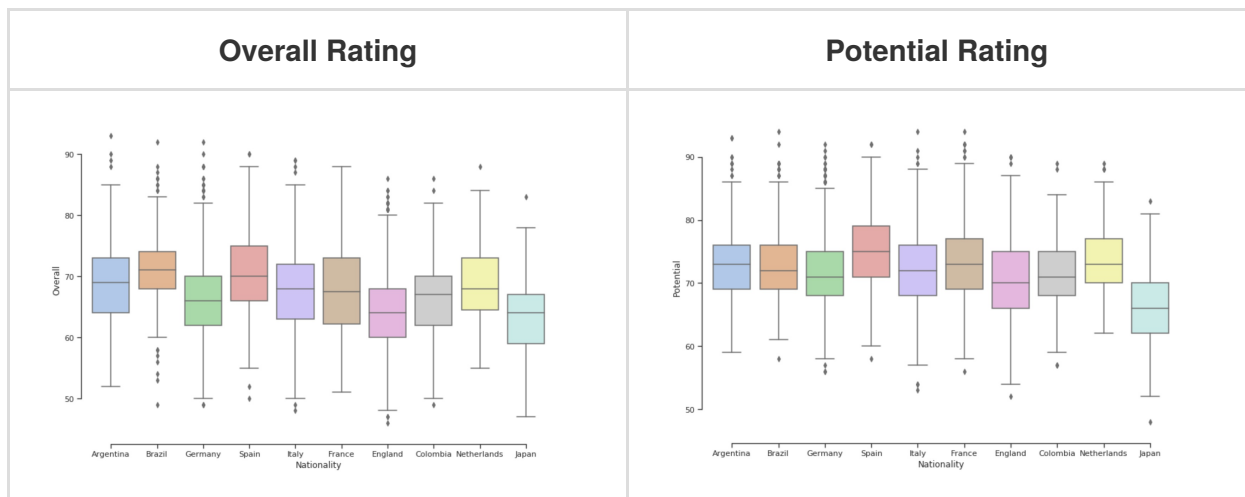 Overall Rating
Potential Rating
90
80
70
60
50
Overall
Argentina Brazil Germany Spain Italy France England Colombia Netherlands Japan
Nationality
90
80
70
60
50
Potential
Argentina Brazil Germany Spain Italy France England Colombia Netherlands Japan
Nationality